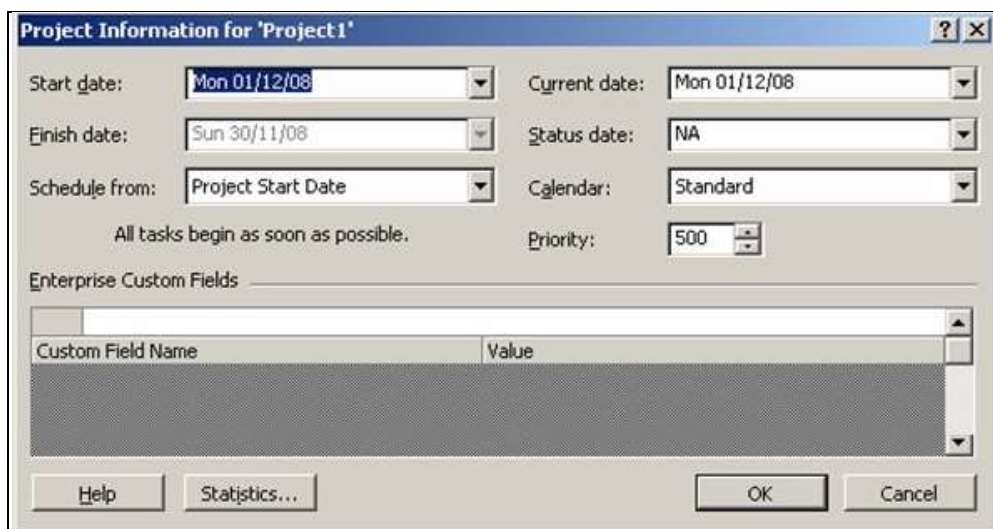 Project Information for 'Project1'
Start date: Mon 01/12/08 Current date: Mon 01/12/08
Finish date: Sun 30/11/08 Status date: NA
Schedule from: Project Start Date Calendar: Standard
All tasks begin as soon as possible. Priority: 500
Enterprise Custom Fields
Custom Field Name Value
Help Statistics... OK Cancel